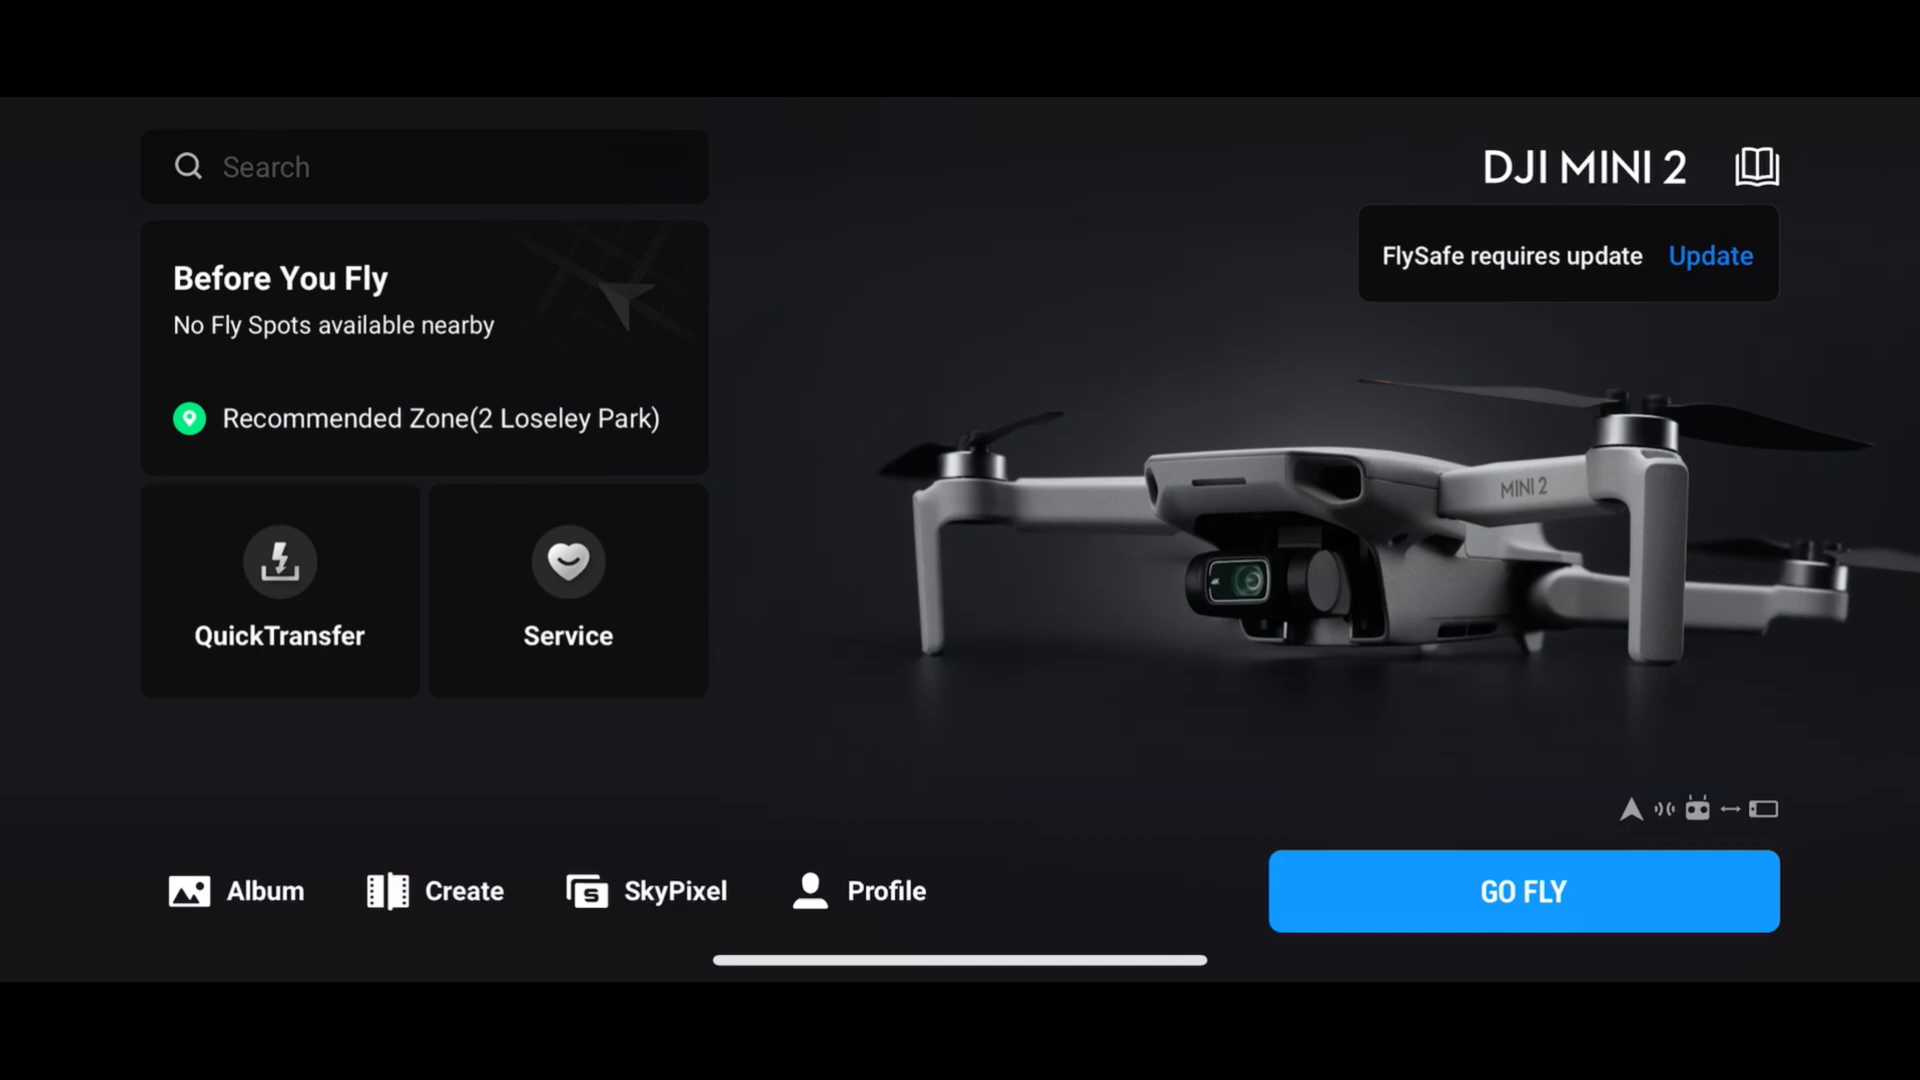 Search
DJI MINI 2
FlySafe requires update Update
Before You Fly
No Fly Spots available nearby
Recommended Zone(2 Loseley Park)
MINI 2
4K
QuickTransfer
Service
Album
Create
SkyPixel
Profile
GO FLY